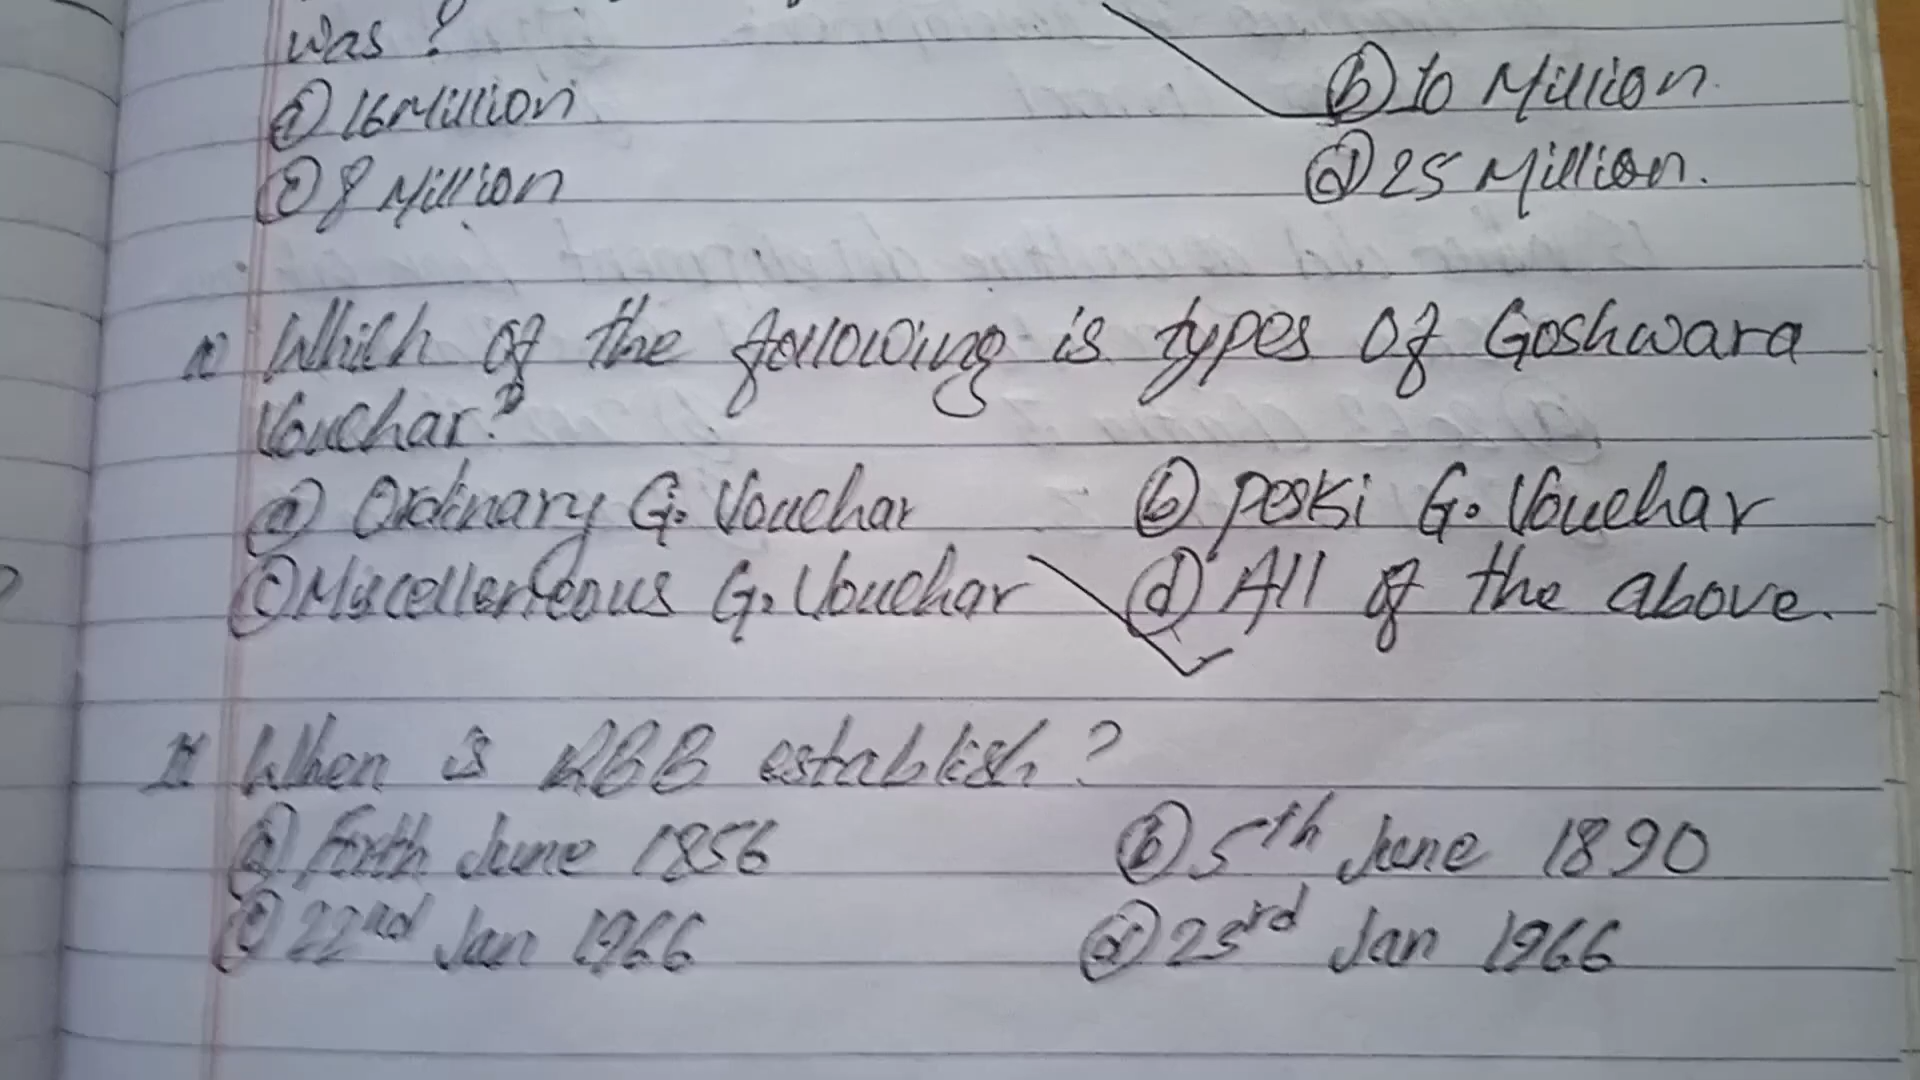 was?
(a) 16 Million (b) 10 Million.
(c) 8 Million (d) 25 Million.
Which of the following is types of Goshwara
Vouchar?
(a) Ordinary G. Vouchar (b) peski G. Vouchar
(c) Miscellerneous G. Vouchar (d) All of the above.
When is RBB establish?
(a) Forth June 1856 (b) 5th June 1890
(c) 22nd Jan 1966 (d) 23rd Jan 1966